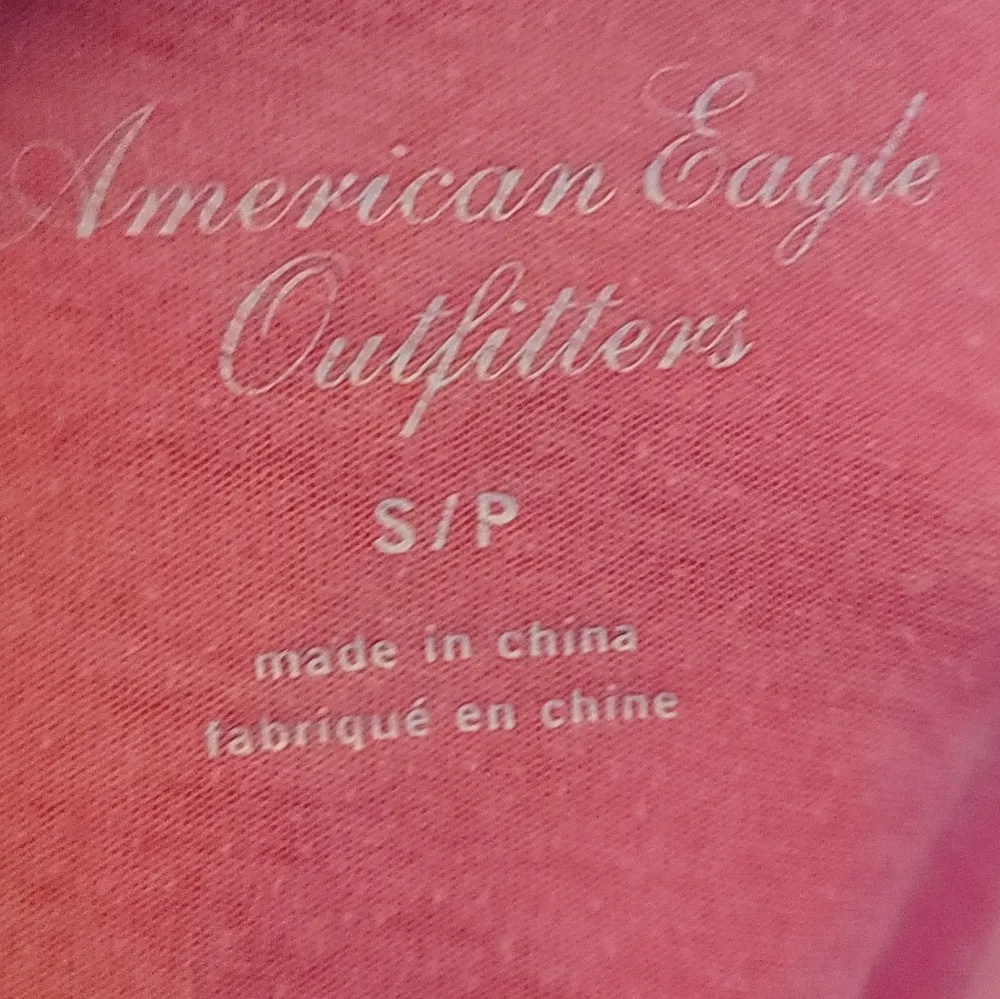 American Eagle
Outfitters
S/P
made in china
fabriqué en chine